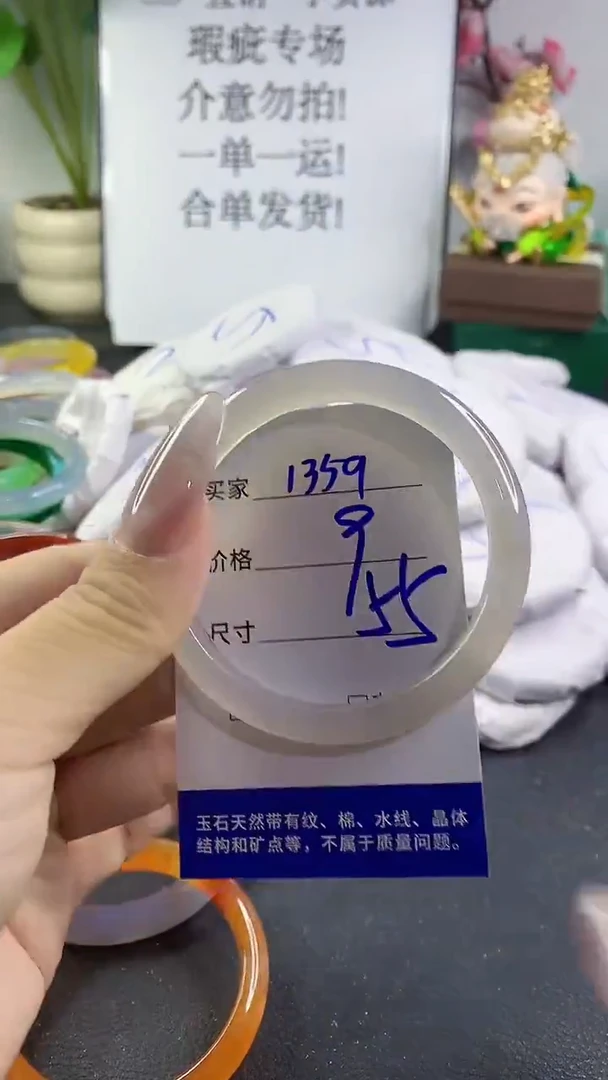 瑕疵专场
介意勿拍!
一单一运!
合单发货!
买家 1359
价格 9
尺寸 55
玉石天然带有纹、棉、水线、晶体
结构和矿点等，不属于质量问题。